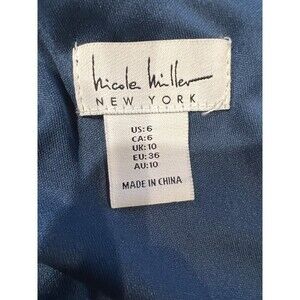 Nicole Miller
NEW YORK
US: 6
CA: 6
UK: 10
EU: 36
AU: 10
MADE IN CHINA